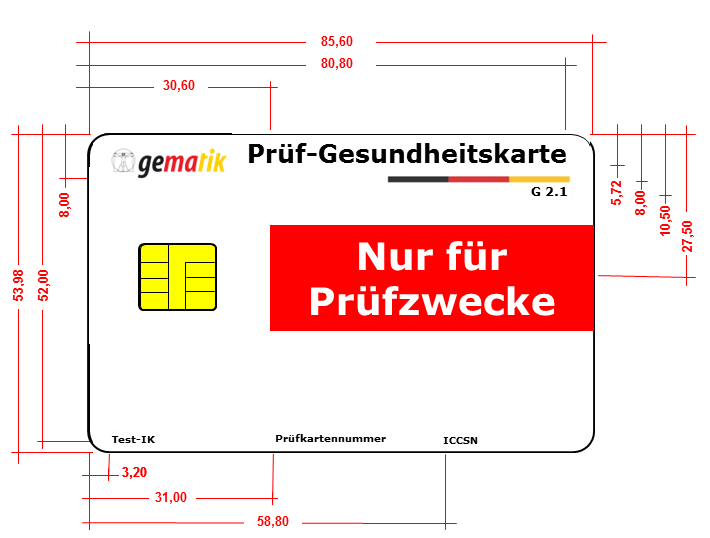 85,60
80,80
30,60
gematik
Prüf-Gesundheitskarte
G 2.1
8,00
5,72
8,00
10,50
27,50
53,98
52,00
Nur für
Prüfzwecke
Test-IK
Prüfkartennummer
ICCSN
3,20
31,00
58,80